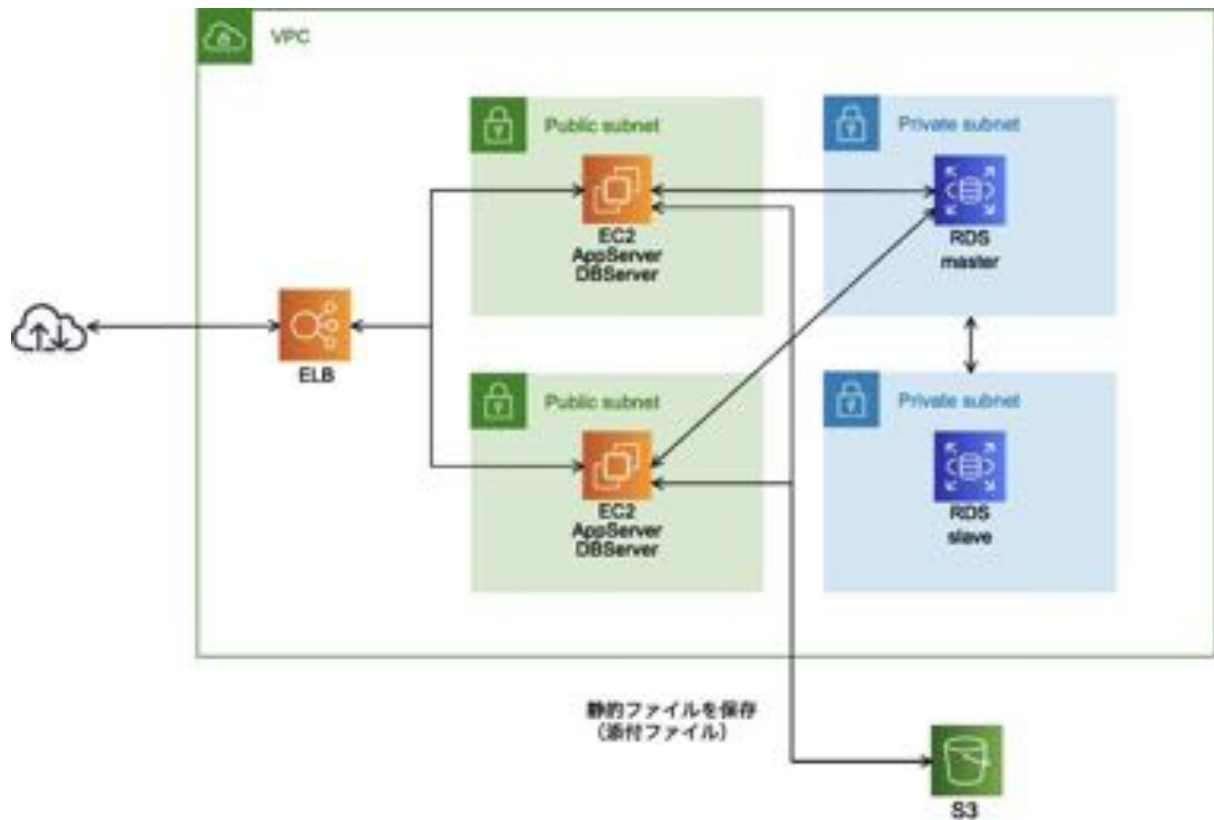 VPC
Public subnet
EC2
AppServer
DBServer
Private subnet
RDS
master
ELB
Public subnet
EC2
AppServer
DBServer
Private subnet
RDS
slave
静的ファイルを保存
（添付ファイル）
S3